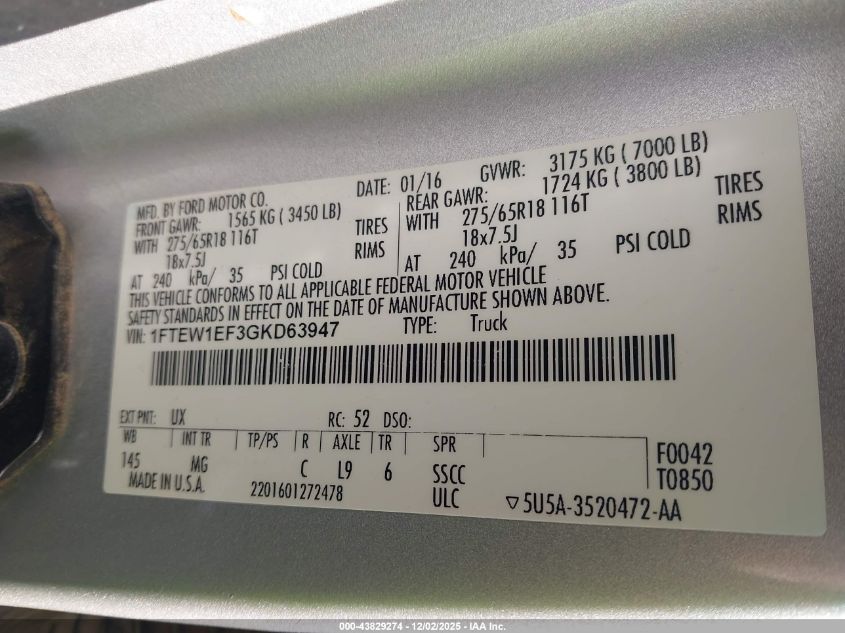 MFD. BY FORD MOTOR CO.
DATE: 01/16 GVWR: 3175 KG ( 7000 LB)
FRONT GAWR: 1565 KG ( 3450 LB)
REAR GAWR: 1724 KG ( 3800 LB)
WITH 275/65R18 116T TIRES
WITH 275/65R18 116T TIRES
18x7.5J RIMS
18x7.5J RIMS
AT 240 kPa/ 35 PSI COLD
AT 240 kPa/ 35 PSI COLD
THIS VEHICLE CONFORMS TO ALL APPLICABLE FEDERAL MOTOR VEHICLE
SAFETY STANDARDS IN EFFECT ON THE DATE OF MANUFACTURE SHOWN ABOVE.
VIN: 1FTEW1EF3GKD63947 TYPE: Truck
EXT PNT: UX RC: 52 DSO:
WB INT TR TP/PS R AXLE TR SPR
145 MG C L9 6 SSCC
F0042
T0850
MADE IN U.S.A. 2201601272478 ULC ▽5U5A-3520472-AA
000-43829274 | 12/02/2025 - IAA Inc.